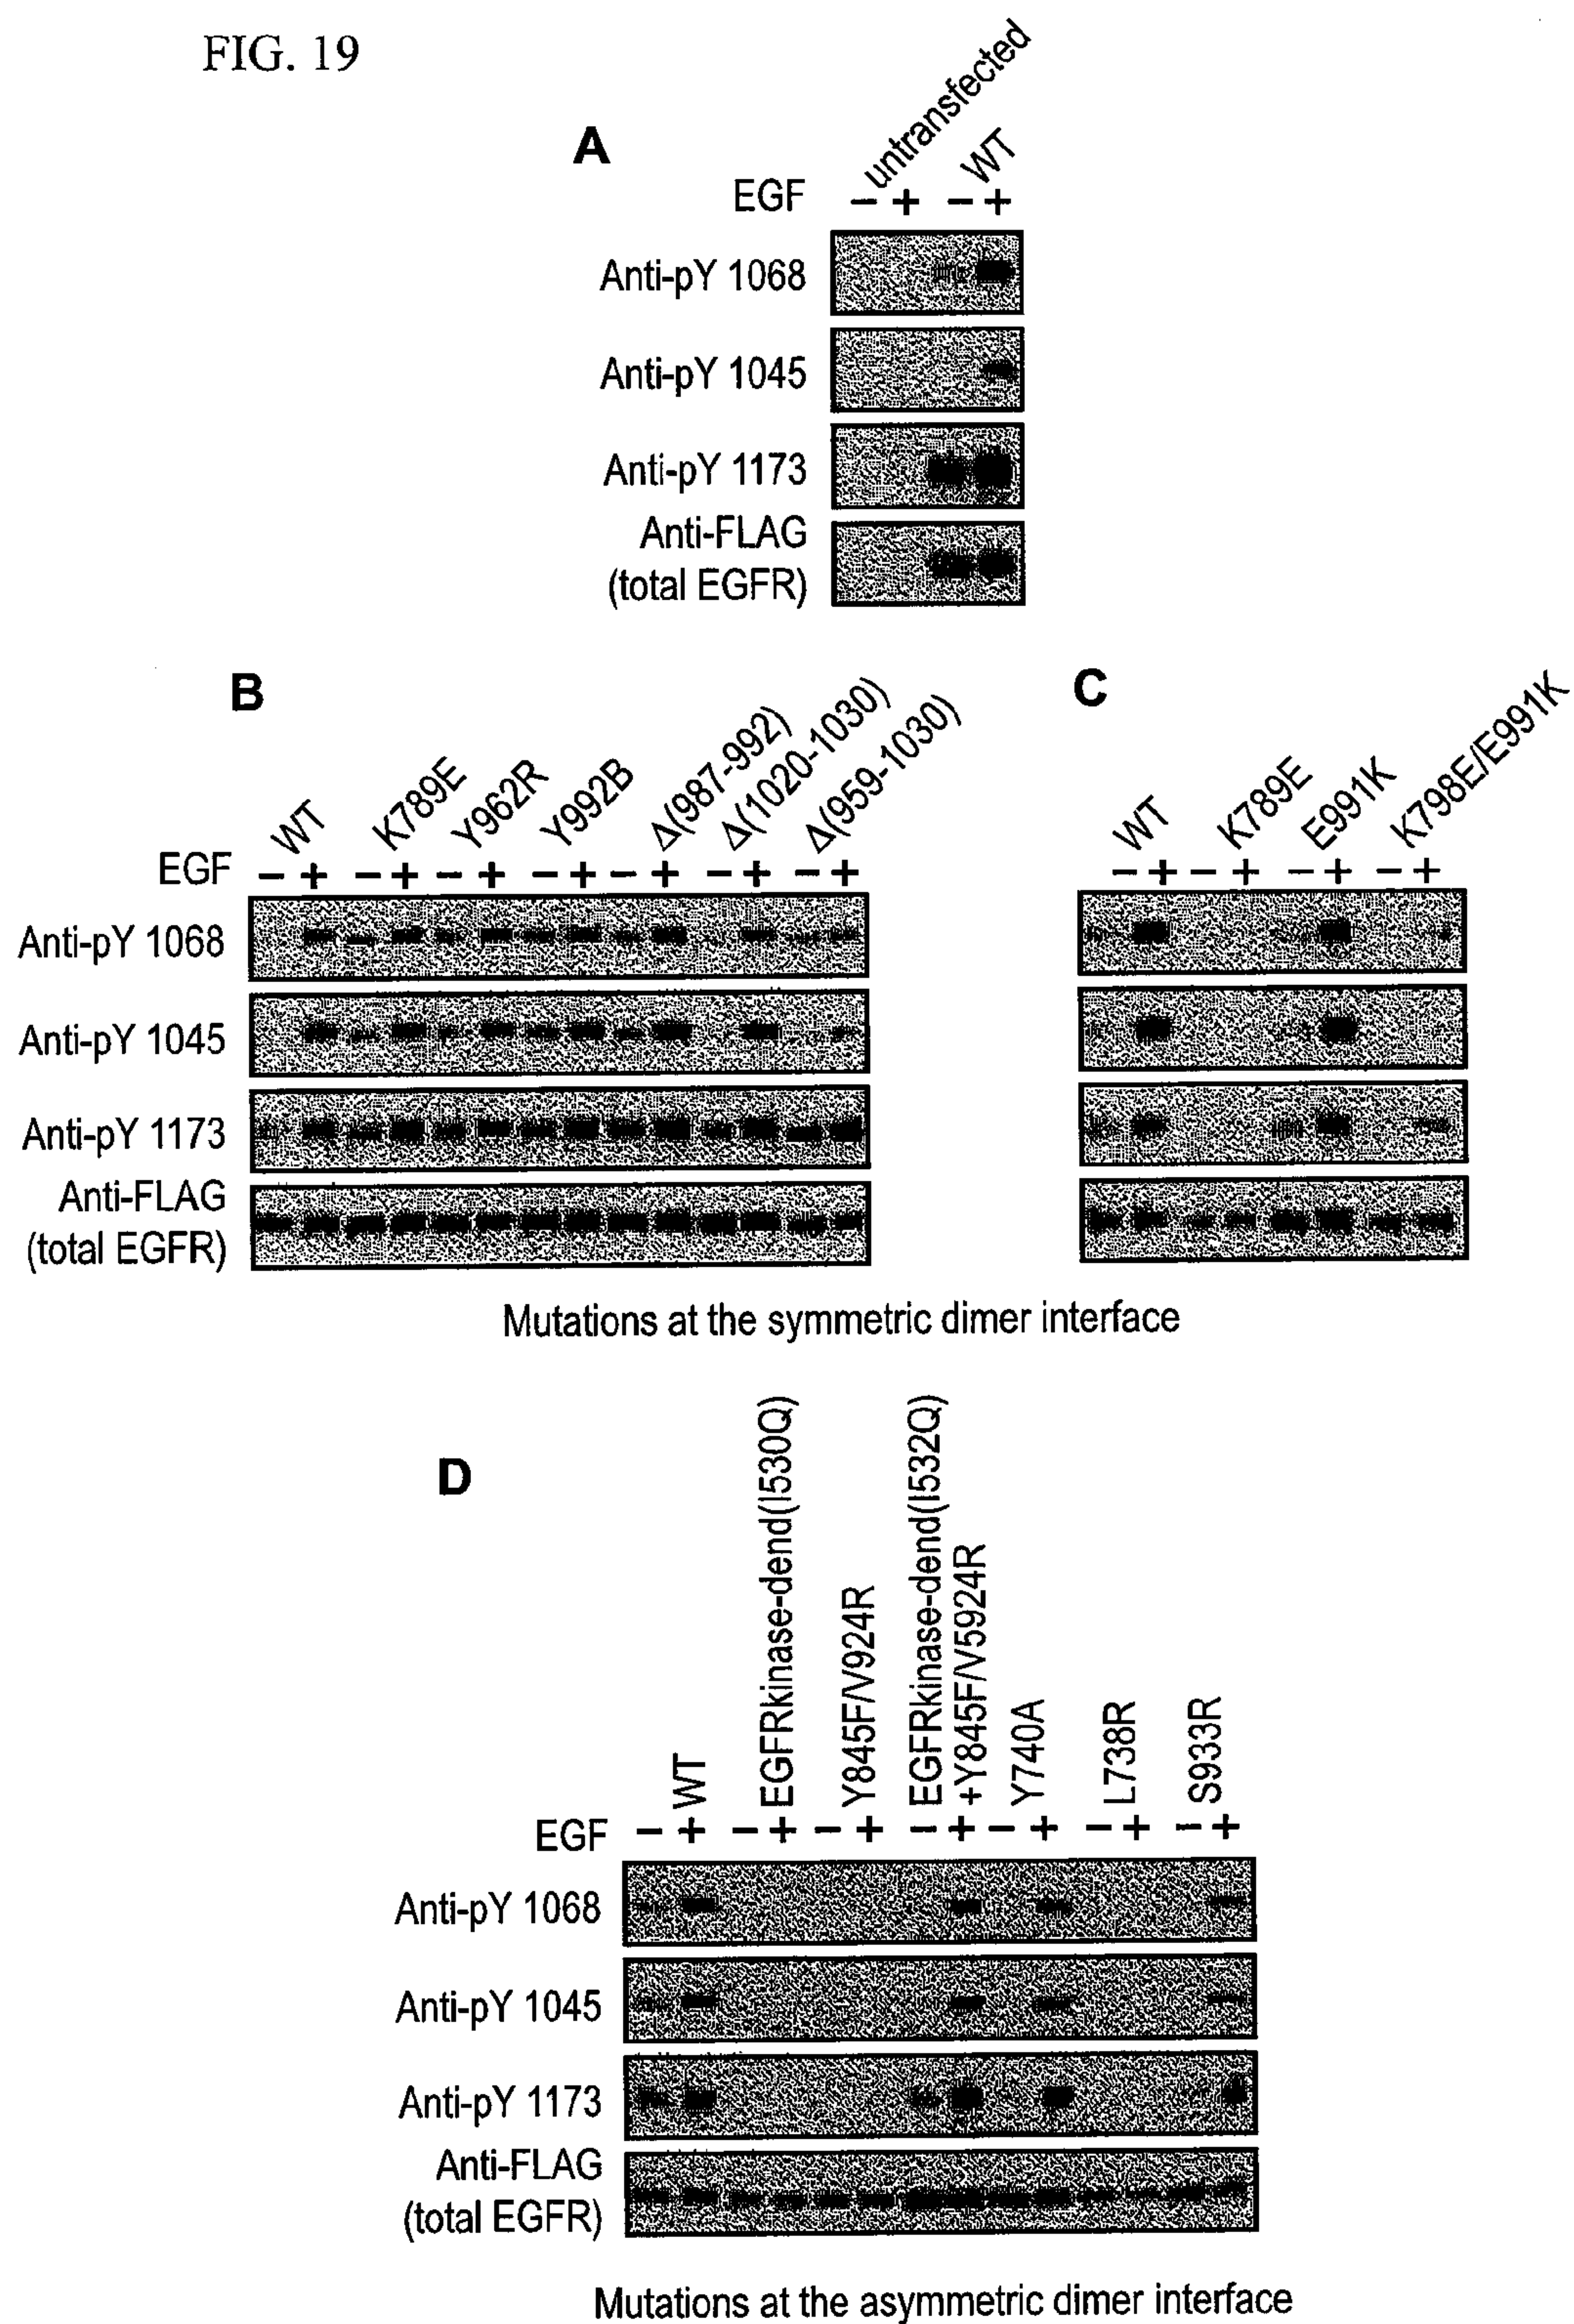 FIG. 19
A
untransfected
WT
EGF − + − +
Anti-pY 1068
Anti-pY 1045
Anti-pY 1173
Anti-FLAG
(total EGFR)
B
WT
K789E
Y962R
Y992B
Δ(987-992)
Δ(1020-1030)
Δ(959-1030)
EGF − + − + − + − + − + − + − +
Anti-pY 1068
Anti-pY 1045
Anti-pY 1173
Anti-FLAG
(total EGFR)
C
WT
K789E
E991K
K798E/E991K
− + − + − + − +
Mutations at the symmetric dimer interface
D
WT
EGFRkinase-dend(I530Q)
Y845F/V924R
EGFRkinase-dend(I532Q)
+Y845F/V5924R
Y740A
L738R
S933R
EGF − + − + − + − + − + − + − +
Anti-pY 1068
Anti-pY 1045
Anti-pY 1173
Anti-FLAG
(total EGFR)
Mutations at the asymmetric dimer interface